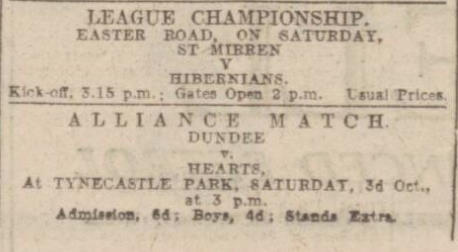 LEAGUE CHAMPIONSHIP.
EASTER ROAD, ON SATURDAY,
ST MIRREN
V
HIBERNIANS.
Kick-off, 3.15 p.m.; Gates Open 2 p.m. Usual Prices.
ALLIANCE MATCH.
DUNDEE
v.
HEARTS,
At TYNECASTLE PARK, SATURDAY, 3d Oct.,
at 3 p.m.
Admission, 6d; Boys, 4d; Stands Extra.